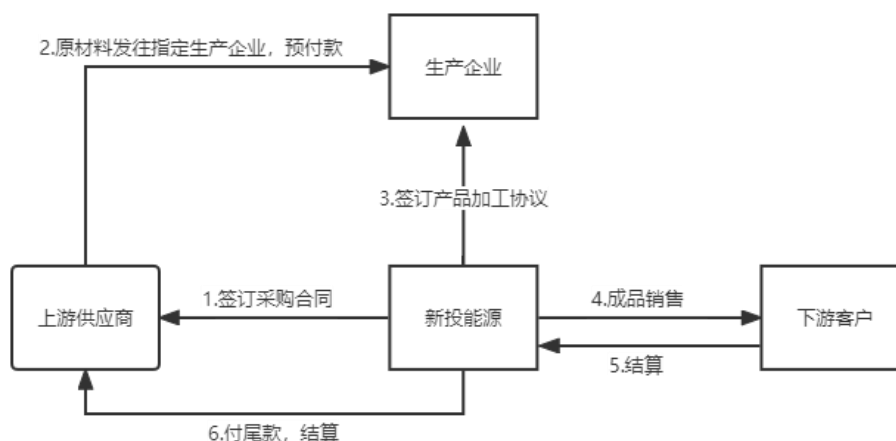 2.原材料发往指定生产企业，预付款
生产企业
3.签订产品加工协议
上游供应商
1.签订采购合同
新投能源
4.成品销售
下游客户
5.结算
6.付尾款，结算